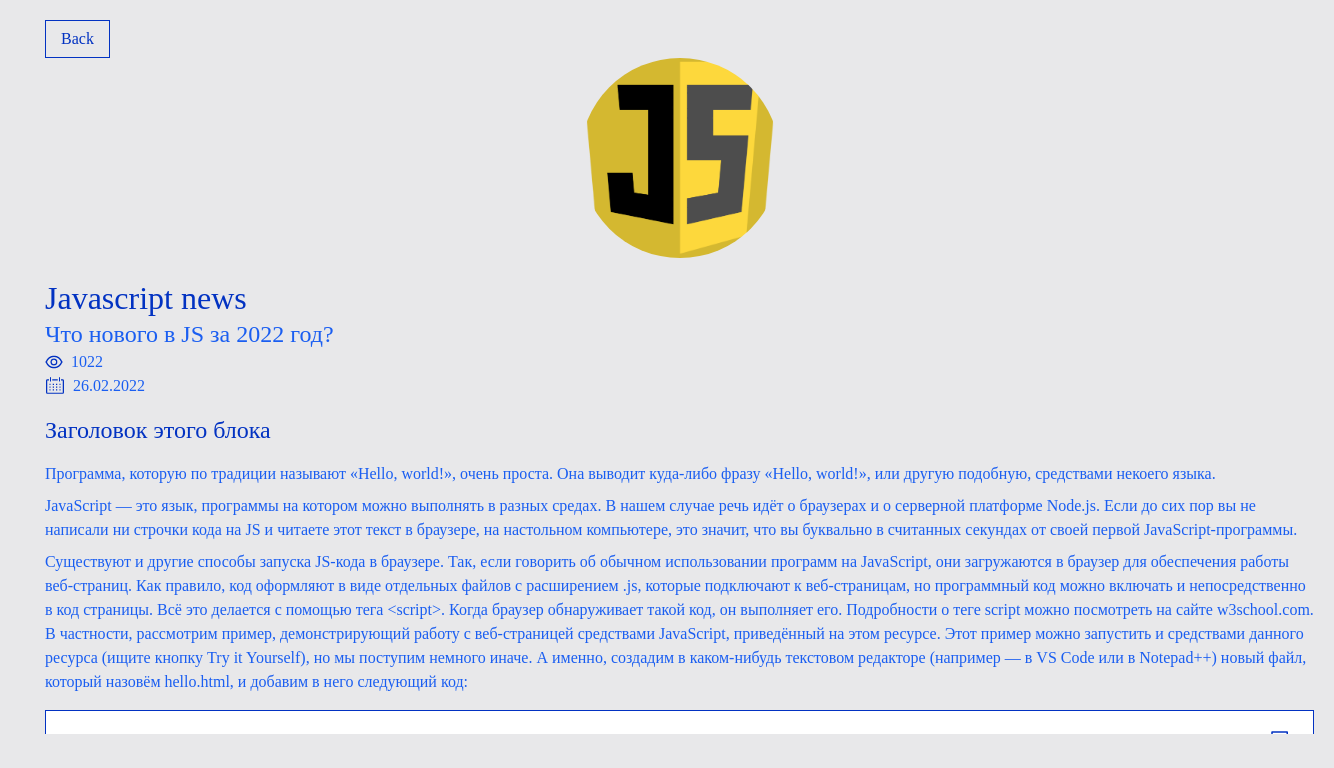 Back
JS
Javascript news
Что нового в JS за 2022 год?
1022
26.02.2022
Заголовок этого блока
Программа, которую по традиции называют «Hello, world!», очень проста. Она выводит куда-либо фразу «Hello, world!», или другую подобную, средствами некоего языка.
JavaScript — это язык, программы на котором можно выполнять в разных средах. В нашем случае речь идёт о браузерах и о серверной платформе Node.js. Если до сих пор вы не
написали ни строчки кода на JS и читаете этот текст в браузере, на настольном компьютере, это значит, что вы буквально в считанных секундах от своей первой JavaScript-программы.
Существуют и другие способы запуска JS-кода в браузере. Так, если говорить об обычном использовании программ на JavaScript, они загружаются в браузер для обеспечения работы
веб-страниц. Как правило, код оформляют в виде отдельных файлов с расширением .js, которые подключают к веб-страницам, но программный код можно включать и непосредственно
в код страницы. Всё это делается с помощью тега <script>. Когда браузер обнаруживает такой код, он выполняет его. Подробности о теге script можно посмотреть на сайте w3school.com.
В частности, рассмотрим пример, демонстрирующий работу с веб-страницей средствами JavaScript, приведённый на этом ресурсе. Этот пример можно запустить и средствами данного
ресурса (ищите кнопку Try it Yourself), но мы поступим немного иначе. А именно, создадим в каком-нибудь текстовом редакторе (например — в VS Code или в Notepad++) новый файл,
который назовём hello.html, и добавим в него следующий код: